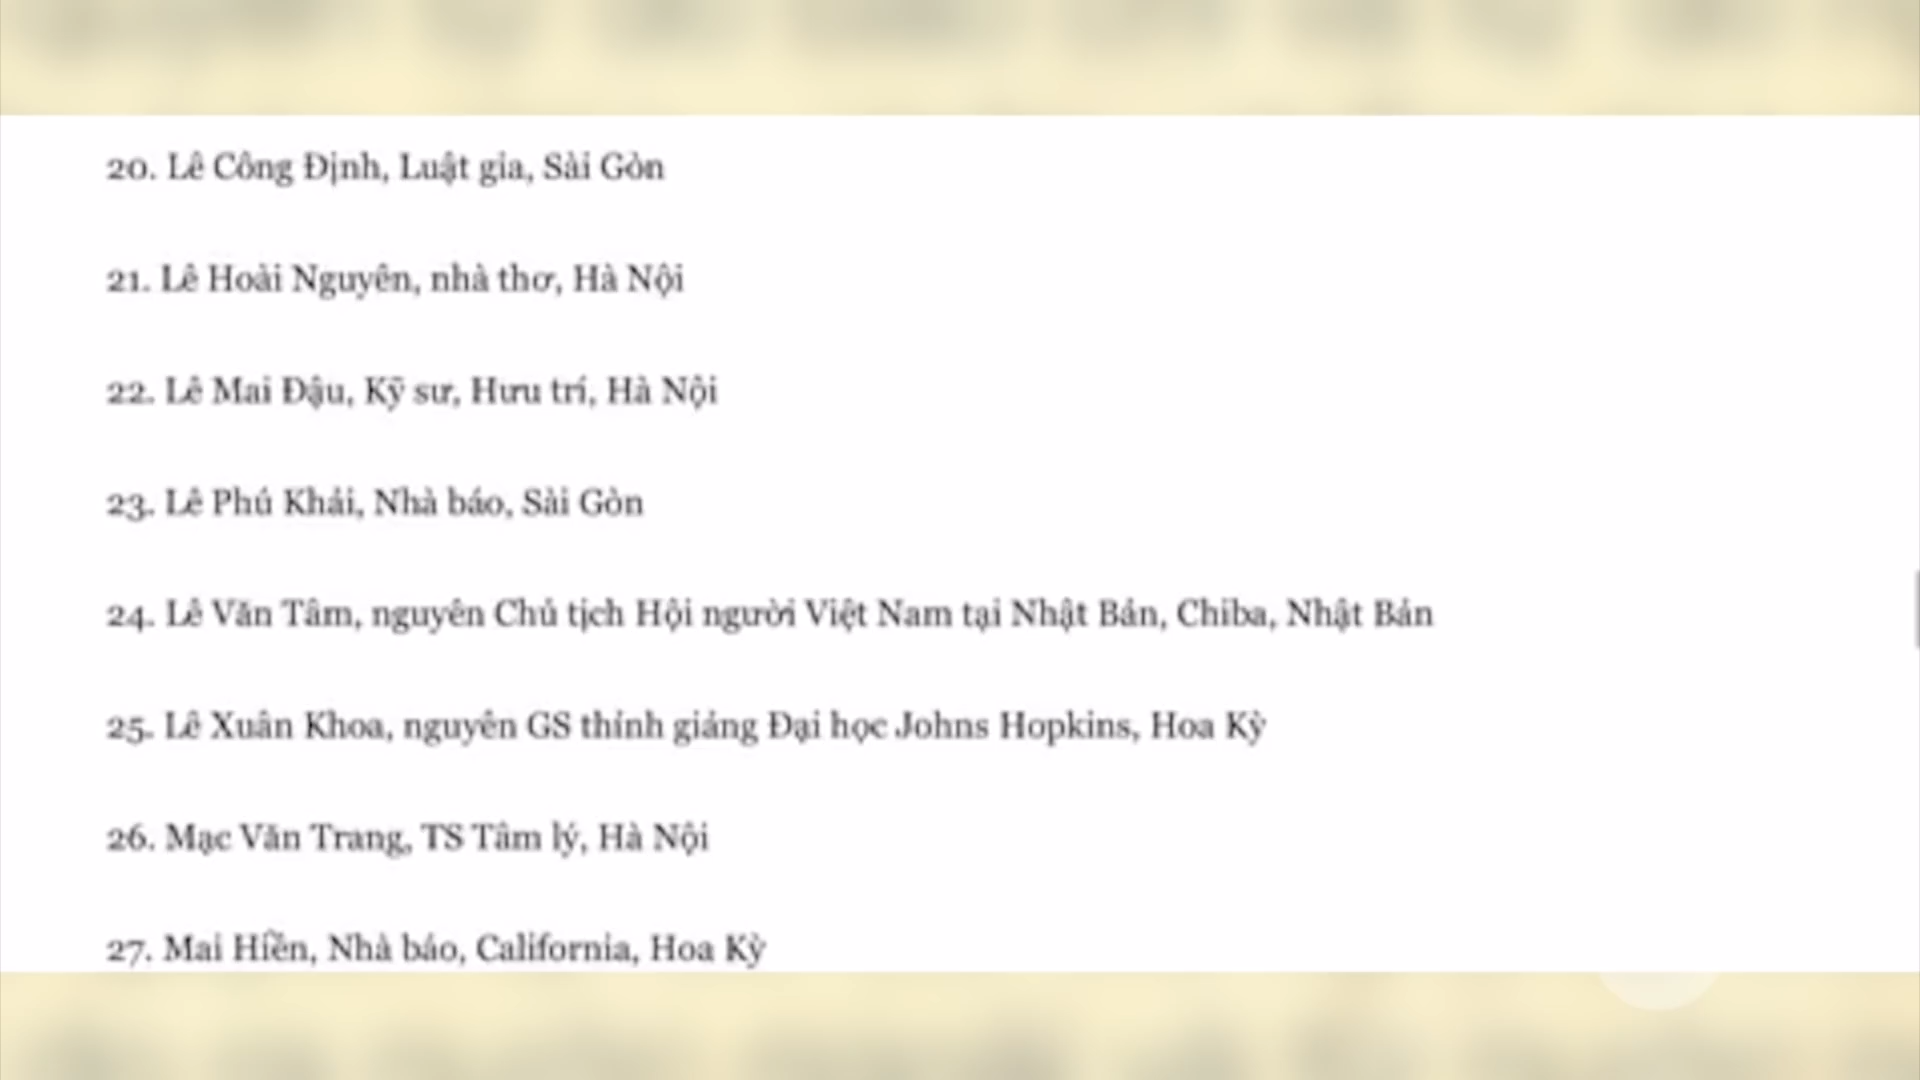 20. Lê Công Định, Luật gia, Sài Gòn
21. Lê Hoài Nguyên, nhà thơ, Hà Nội
22. Lê Mai Đậu, Kỹ sư, Hưu trí, Hà Nội
23. Lê Phú Khải, Nhà báo, Sài Gòn
24. Lê Văn Tâm, nguyên Chủ tịch Hội người Việt Nam tại Nhật Bản, Chiba, Nhật Bản
25. Lê Xuân Khoa, nguyên GS thỉnh giảng Đại học Johns Hopkins, Hoa Kỳ
26. Mạc Văn Trang, TS Tâm lý, Hà Nội
27. Mai Hiền, Nhà báo, California, Hoa Kỳ